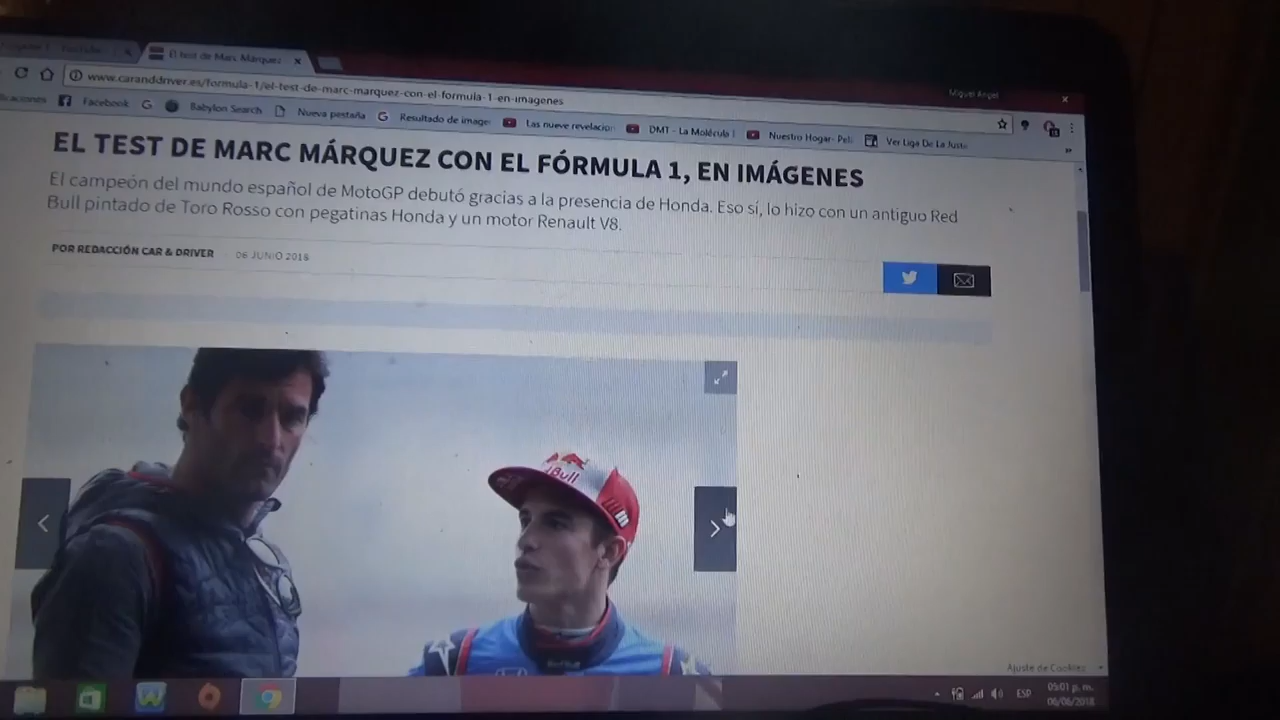 El test de Marc Márquez
www.caranddriver.es/formula-1/el-test-de-marc-marquez-con-el-formula-1-en-imagenes
Miguel Angel
Facebook
Babylon Search
Nueva pestaña
Resultado de image
Las nueve revelacion
DMT - La Molécula
Nuestro Hogar- Peli
Ver Liga De La Justi
EL TEST DE MARC MÁRQUEZ CON EL FÓRMULA 1, EN IMÁGENES
El campeón del mundo español de MotoGP debutó gracias a la presencia de Honda. Eso sí, lo hizo con un antiguo Red
Bull pintado de Toro Rosso con pegatinas Honda y un motor Renault V8.
POR REDACCIÓN CAR & DRIVER 06 JUNIO 2018
Bull
Ajuste de Cookies
ESP
05:01 p. m.
06/06/2018